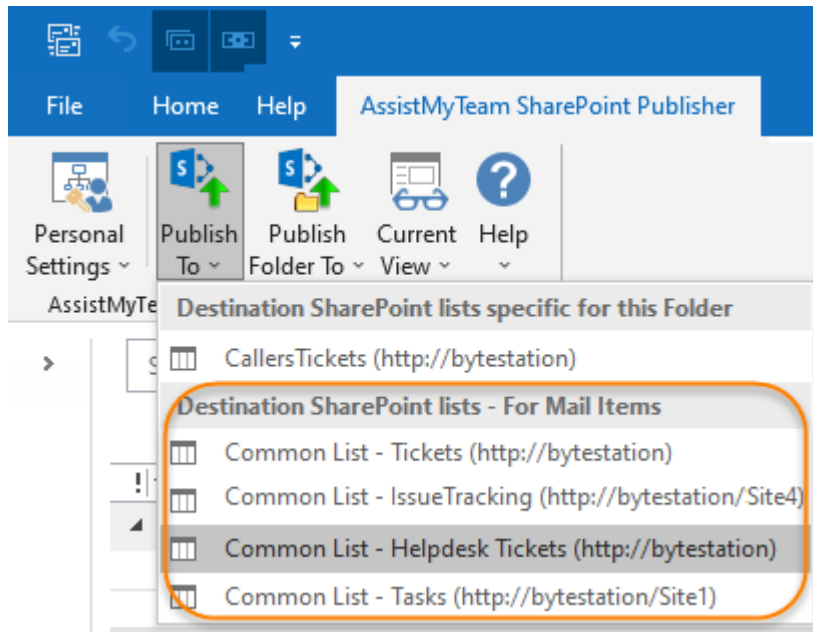 File Home Help AssistMyTeam SharePoint Publisher
Personal Publish Publish Current Help
Settings To Folder To View
AssistMyTe
Destination SharePoint lists specific for this Folder
CallersTickets (http://bytestation)
Destination SharePoint lists - For Mail Items
Common List - Tickets (http://bytestation)
Common List - IssueTracking (http://bytestation/Site4)
Common List - Helpdesk Tickets (http://bytestation)
Common List - Tasks (http://bytestation/Site1)